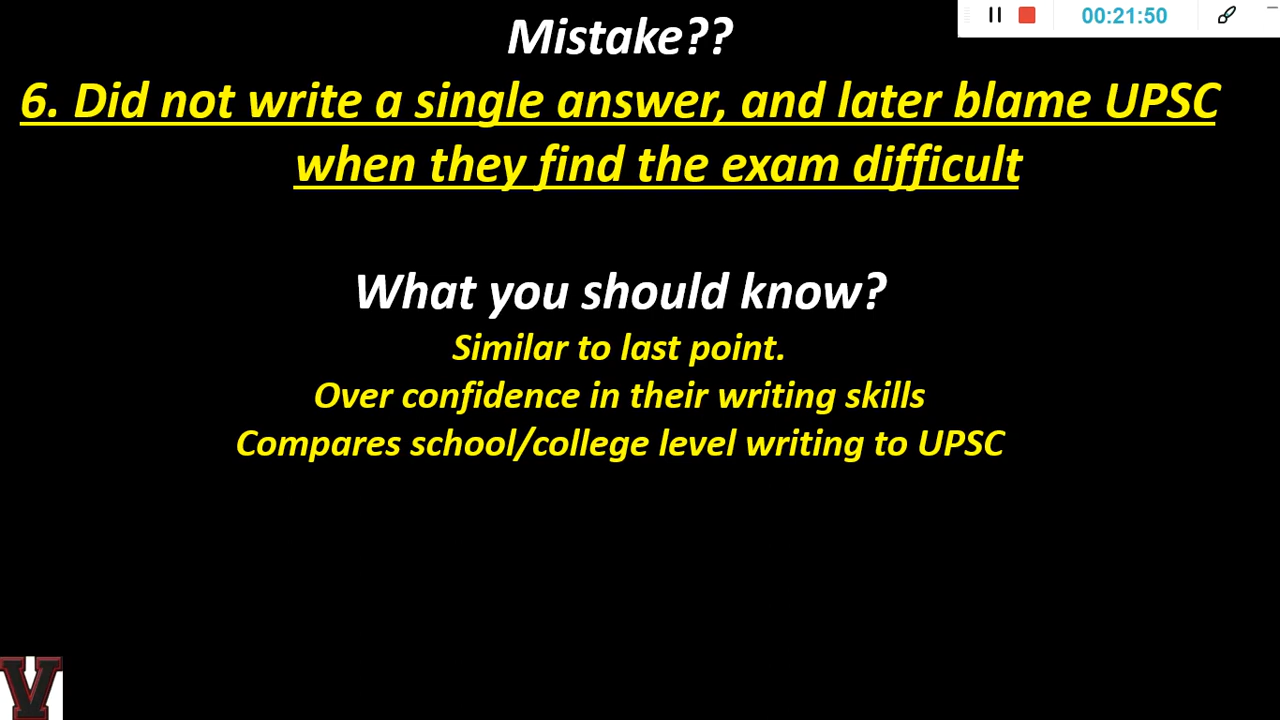 00:21:50
Mistake??
6. Did not write a single answer, and later blame UPSC
when they find the exam difficult
What you should know?
Similar to last point.
Over confidence in their writing skills
Compares school/college level writing to UPSC
V